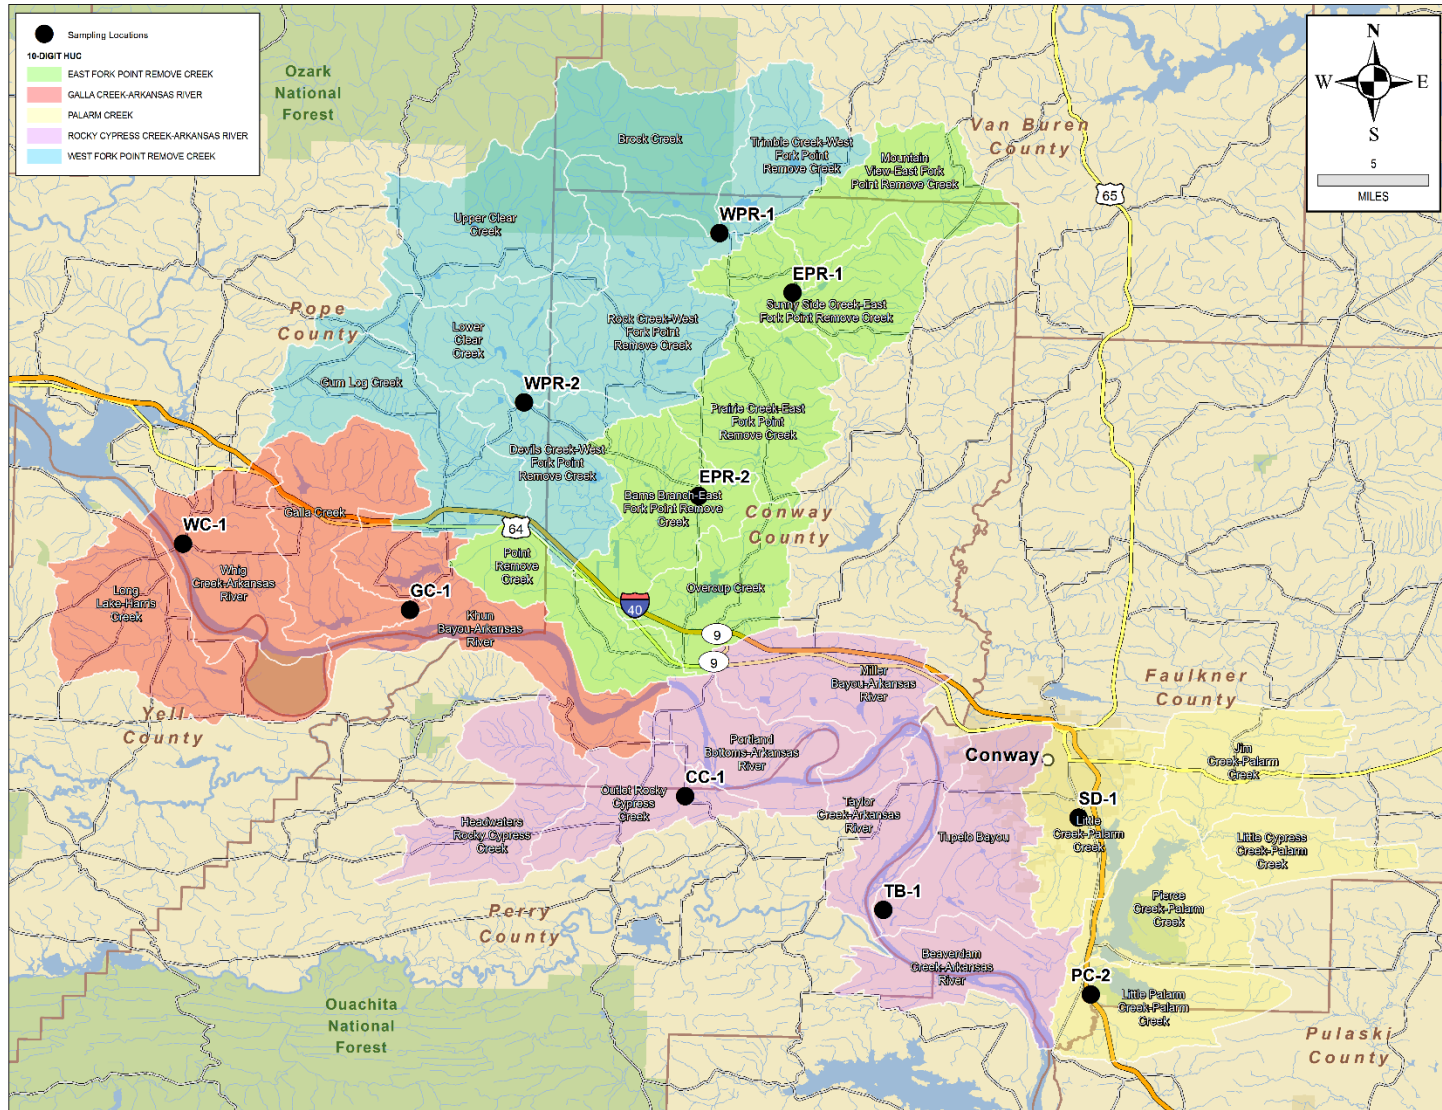 Sampling Locations
10-DIGIT HUC
EAST FORK POINT REMOVE CREEK
GALLA CREEK-ARKANSAS RIVER
PALARM CREEK
ROCKY CYPRESS CREEK-ARKANSAS RIVER
WEST FORK POINT REMOVE CREEK
N
W
E
S
5
MILES
Ozark
National
Forest
Van Buren
County
65
Brock Creek
Trimble Creek-West
Fork Point
Remove Creek
Mountain
View-East Fork
Point Remove Creek
Upper Clear
Creek
WPR-1
EPR-1
Sunny Side Creek-East
Fork Point Remove Creek
Pope
County
Lower
Clear
Creek
Rock Creek-West
Fork Point
Remove Creek
Gum Log Creek
WPR-2
Prairie Creek-East
Fork Point
Remove Creek
Devils Creek-West
Fork Point
Remove Creek
EPR-2
Barns Branch-East
Fork Point Remove
Creek
Conway
County
Galla Creek
WC-1
64
Point
Remove
Creek
Whig
Creek-Arkansas
River
Long
Lake-Harris
Creek
GC-1
Khun
Bayou-Arkansas
River
Overcup Creek
40
9
9
Miller
Bayou-Arkansas
River
Faulkner
County
Yell
County
Portland
Bottoms-Arkansas
River
Conway
Jim
Creek-Palarm
Creek
CC-1
Outlet Rocky
Cypress
Creek
Taylor
Creek-Arkansas
River
SD-1
Little
Creek-Palarm
Creek
Headwaters
Rocky Cypress
Creek
Tupelo Bayou
Little Cypress
Creek-Palarm
Creek
TB-1
Pierce
Creek-Palarm
Creek
Perry
County
Beaverdam
Creek-Arkansas
River
PC-2
Little Palarm
Creek-Palarm
Creek
Ouachita
National
Forest
Pulaski
County